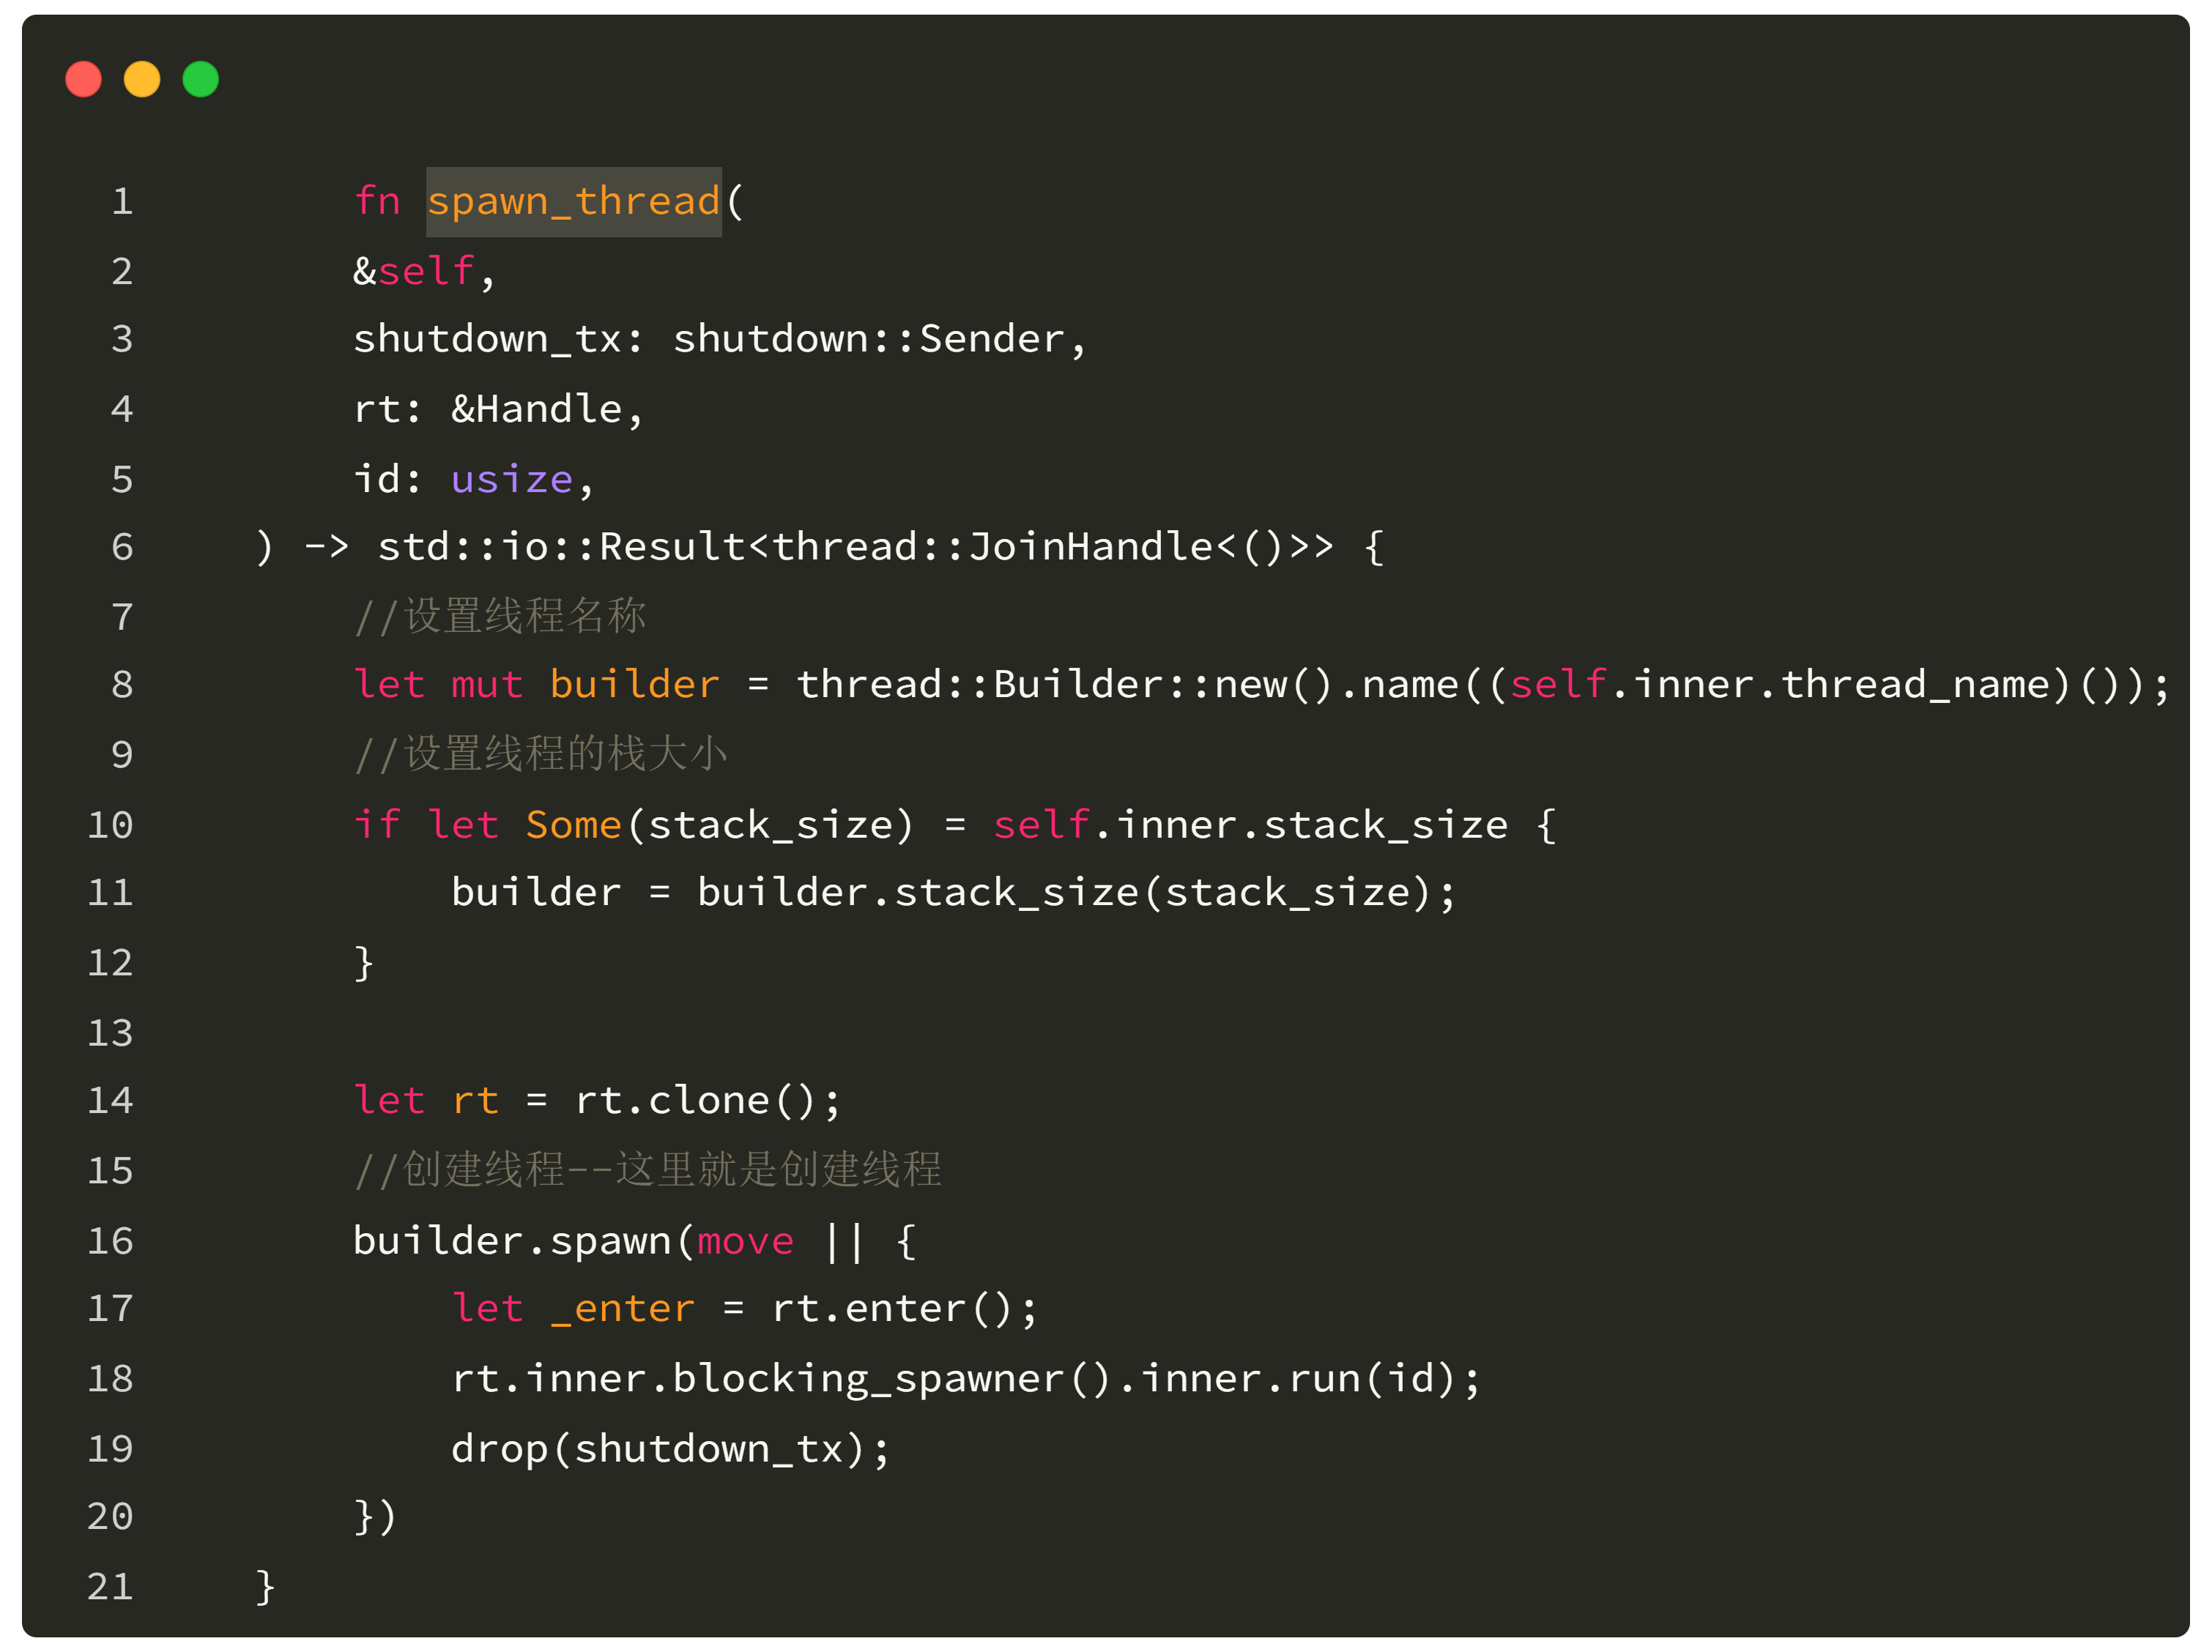 1 fn spawn_thread(
2 &self,
3 shutdown_tx: shutdown::Sender,
4 rt: &Handle,
5 id: usize,
6 ) -> std::io::Result<thread::JoinHandle<()>> {
7 //设置线程名称
8 let mut builder = thread::Builder::new().name((self.inner.thread_name)());
9 //设置线程的栈大小
10 if let Some(stack_size) = self.inner.stack_size {
11 builder = builder.stack_size(stack_size);
12 }
13
14 let rt = rt.clone();
15 //创建线程--这里就是创建线程
16 builder.spawn(move || {
17 let _enter = rt.enter();
18 rt.inner.blocking_spawner().inner.run(id);
19 drop(shutdown_tx);
20 })
21 }